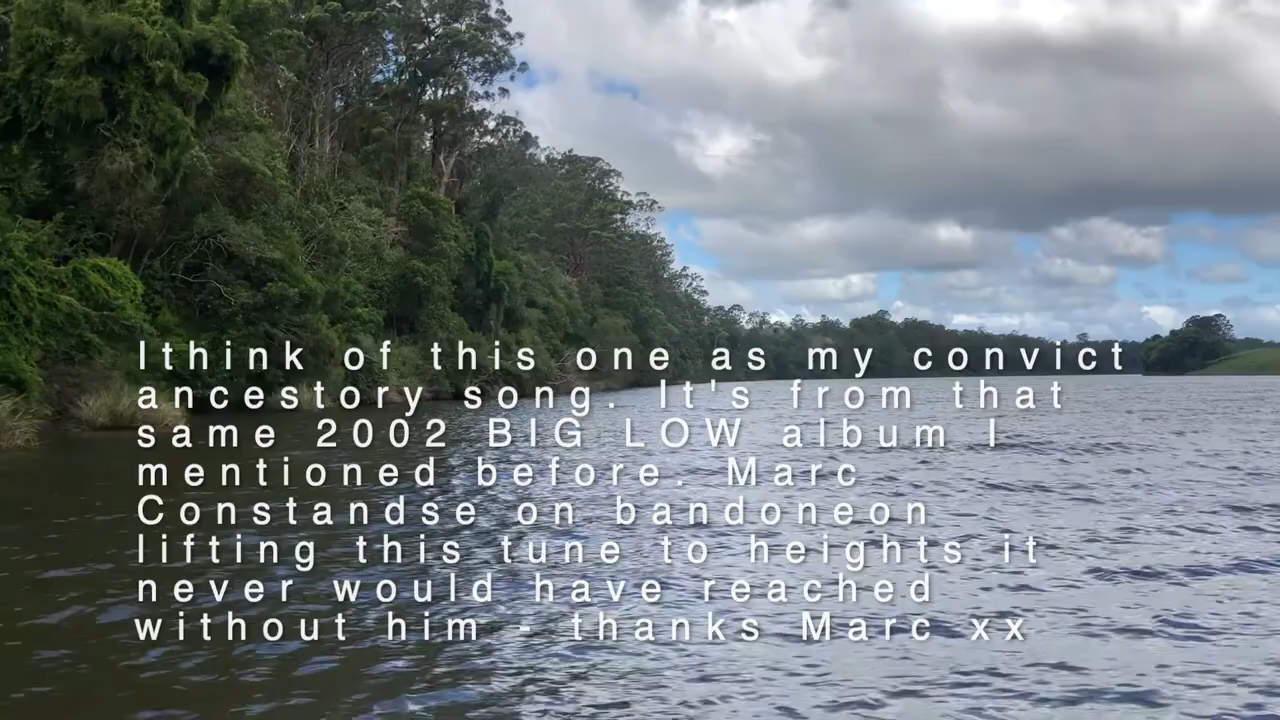 Ithink of this one as my convict
ancestory song. It's from that
same 2002 BIG LOW album I
mentioned before. Marc
Constandse on bandoneon
lifting this tune to heights it
never would have reached
without him - thanks Marc xx